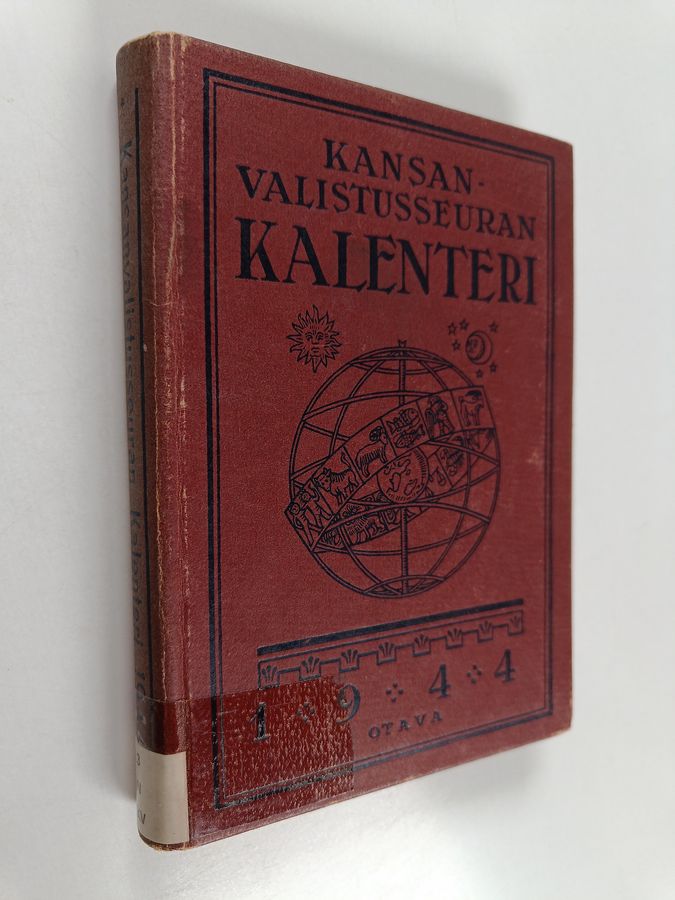 KANSAN-
VALISTUSSEURAN
KALENTERI
1 9 4 4
OTAVA
Kansanvalistusseuran kalenteri